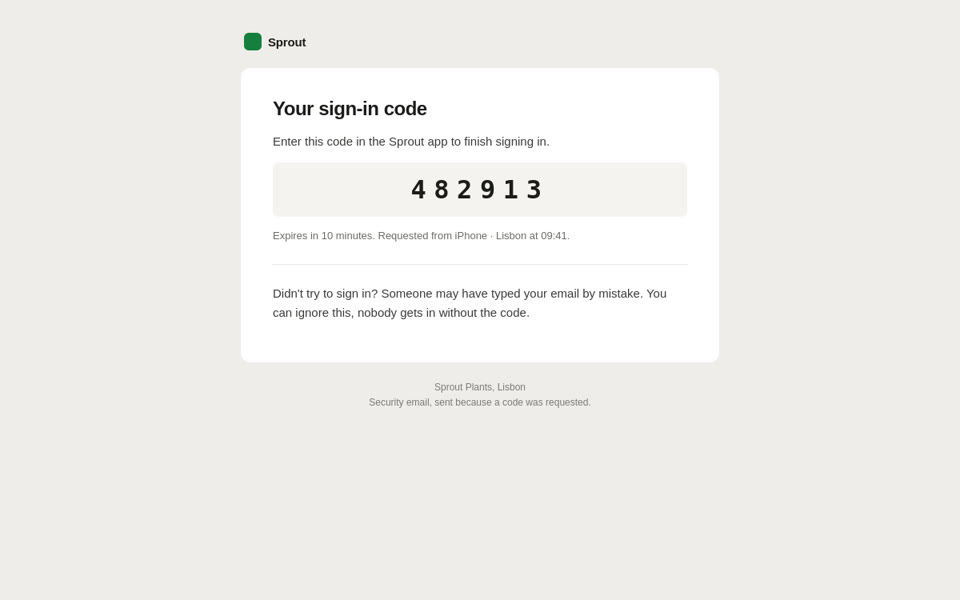 Sprout
Your sign-in code
Enter this code in the Sprout app to finish signing in.
482913
Expires in 10 minutes. Requested from iPhone · Lisbon at 09:41.
Didn't try to sign in? Someone may have typed your email by mistake. You
can ignore this, nobody gets in without the code.
Sprout Plants, Lisbon
Security email, sent because a code was requested.